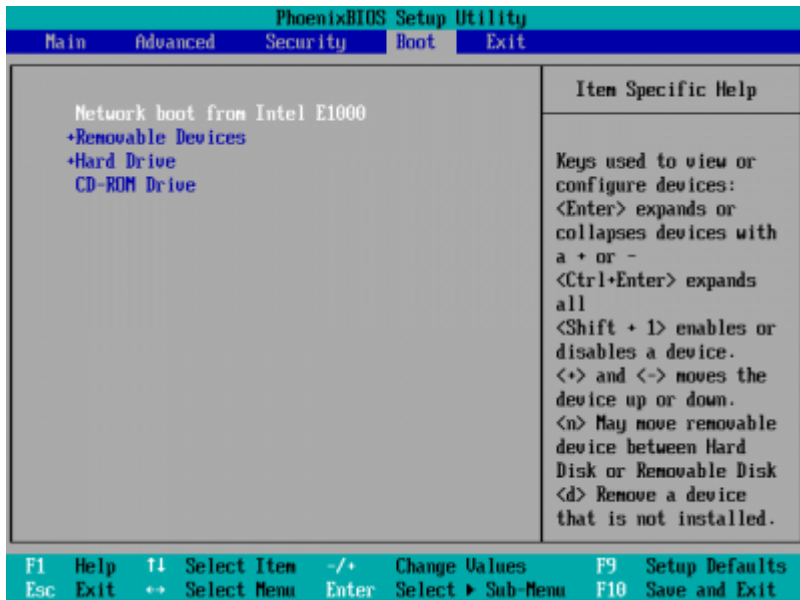 PhoenixBIOS Setup Utility
Main Advanced Security Boot Exit
Network boot from Intel E1000
+Removable Devices
+Hard Drive
CD-ROM Drive
Item Specific Help
Keys used to view or
configure devices:
<Enter> expands or
collapses devices with
a + or -
<Ctrl+Enter> expands
all
<Shift + 1> enables or
disables a device.
<+> and <-> moves the
device up or down.
<n> May move removable
device between Hard
Disk or Removable Disk
<d> Remove a device
that is not installed.
F1 Help ↑↓ Select Item -/+ Change Values F9 Setup Defaults
Esc Exit ↔ Select Menu Enter Select ▶ Sub-Menu F10 Save and Exit